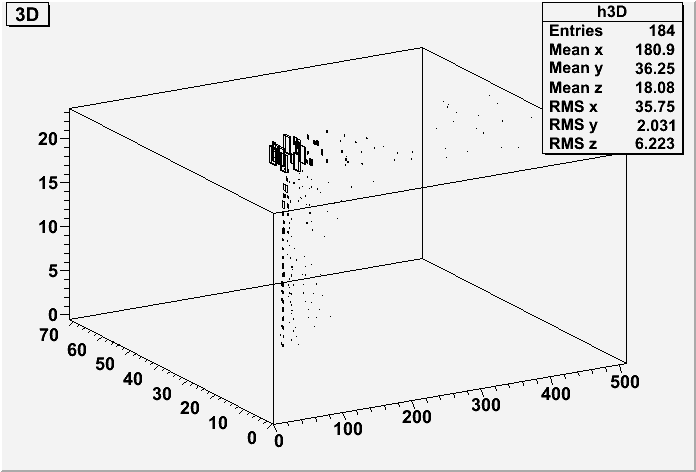 3D
h3D
Entries 184
Mean x 180.9
Mean y 36.25
Mean z 18.08
RMS x 35.75
RMS y 2.031
RMS z 6.223
20
15
10
5
0
70
60
50
40
30
20
10
0
0
100
200
300
400
500